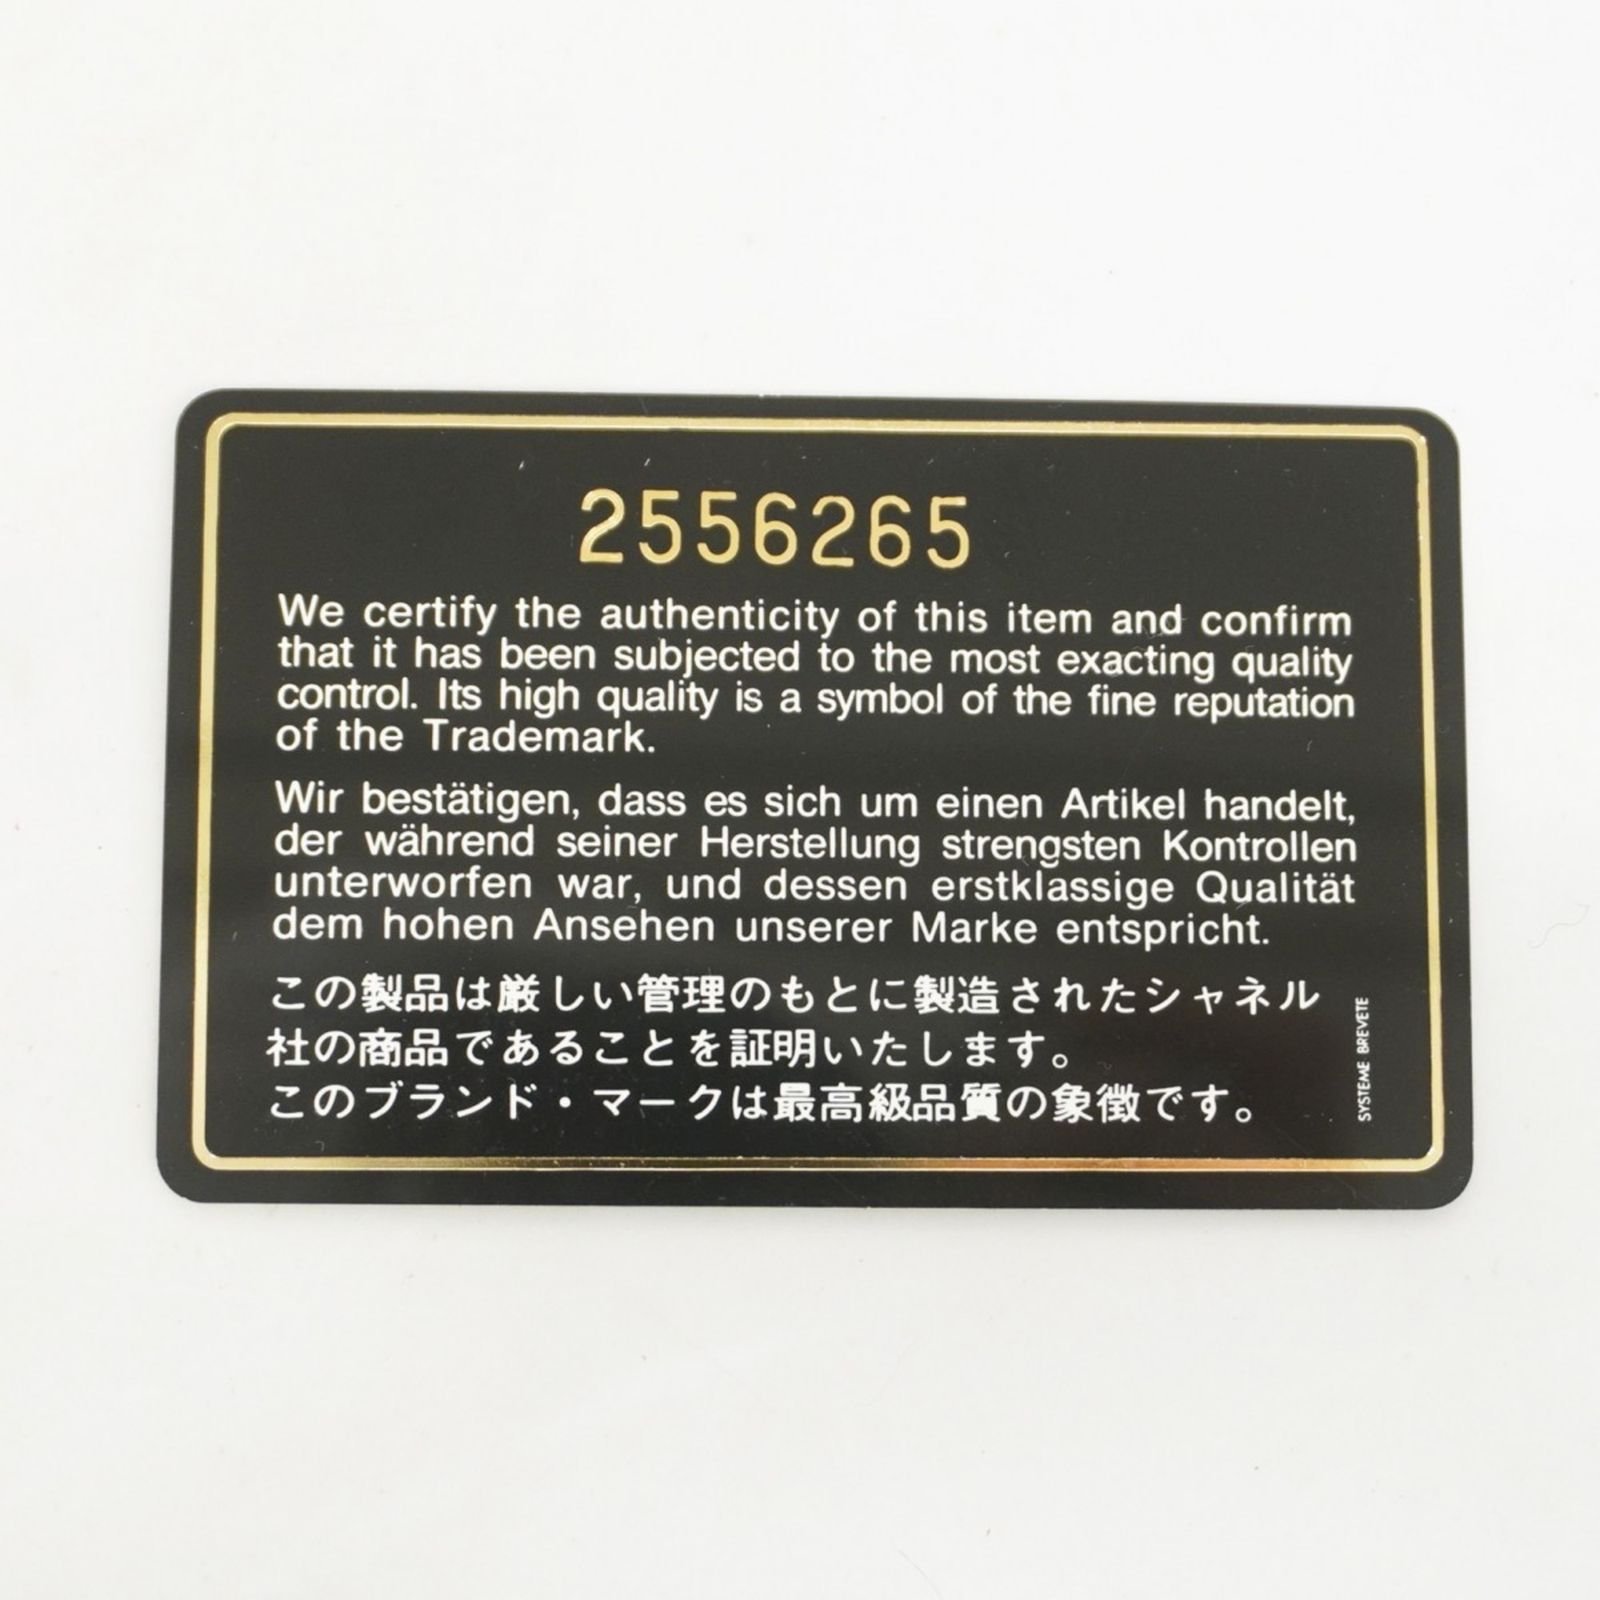 2556265
We certify the authenticity of this item and confirm
that it has been subjected to the most exacting quality
control. Its high quality is a symbol of the fine reputation
of the Trademark.
Wir bestätigen, dass es sich um einen Artikel handelt,
der während seiner Herstellung strengsten Kontrollen
unterworfen war, und dessen erstklassige Qualität
dem hohen Ansehen unserer Marke entspricht.
この製品は厳しい管理のもとに製造されたシャネル
社の商品であることを証明いたします。
このブランド・マークは最高級品質の象徴です。
SYSTEME BREVETE